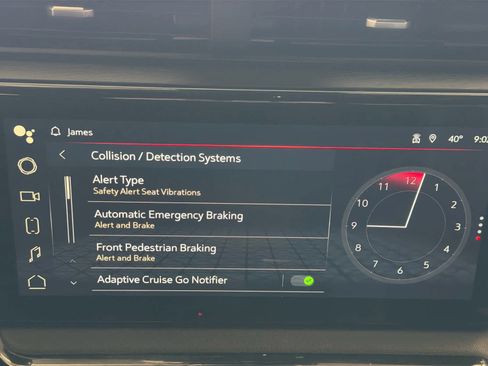 James
40°
Collision / Detection Systems
Alert Type
Safety Alert Seat Vibrations
Automatic Emergency Braking
Alert and Brake
Front Pedestrian Braking
Alert and Brake
Adaptive Cruise Go Notifier
12
1
2
3
4
5
6
7
8
9
10
11